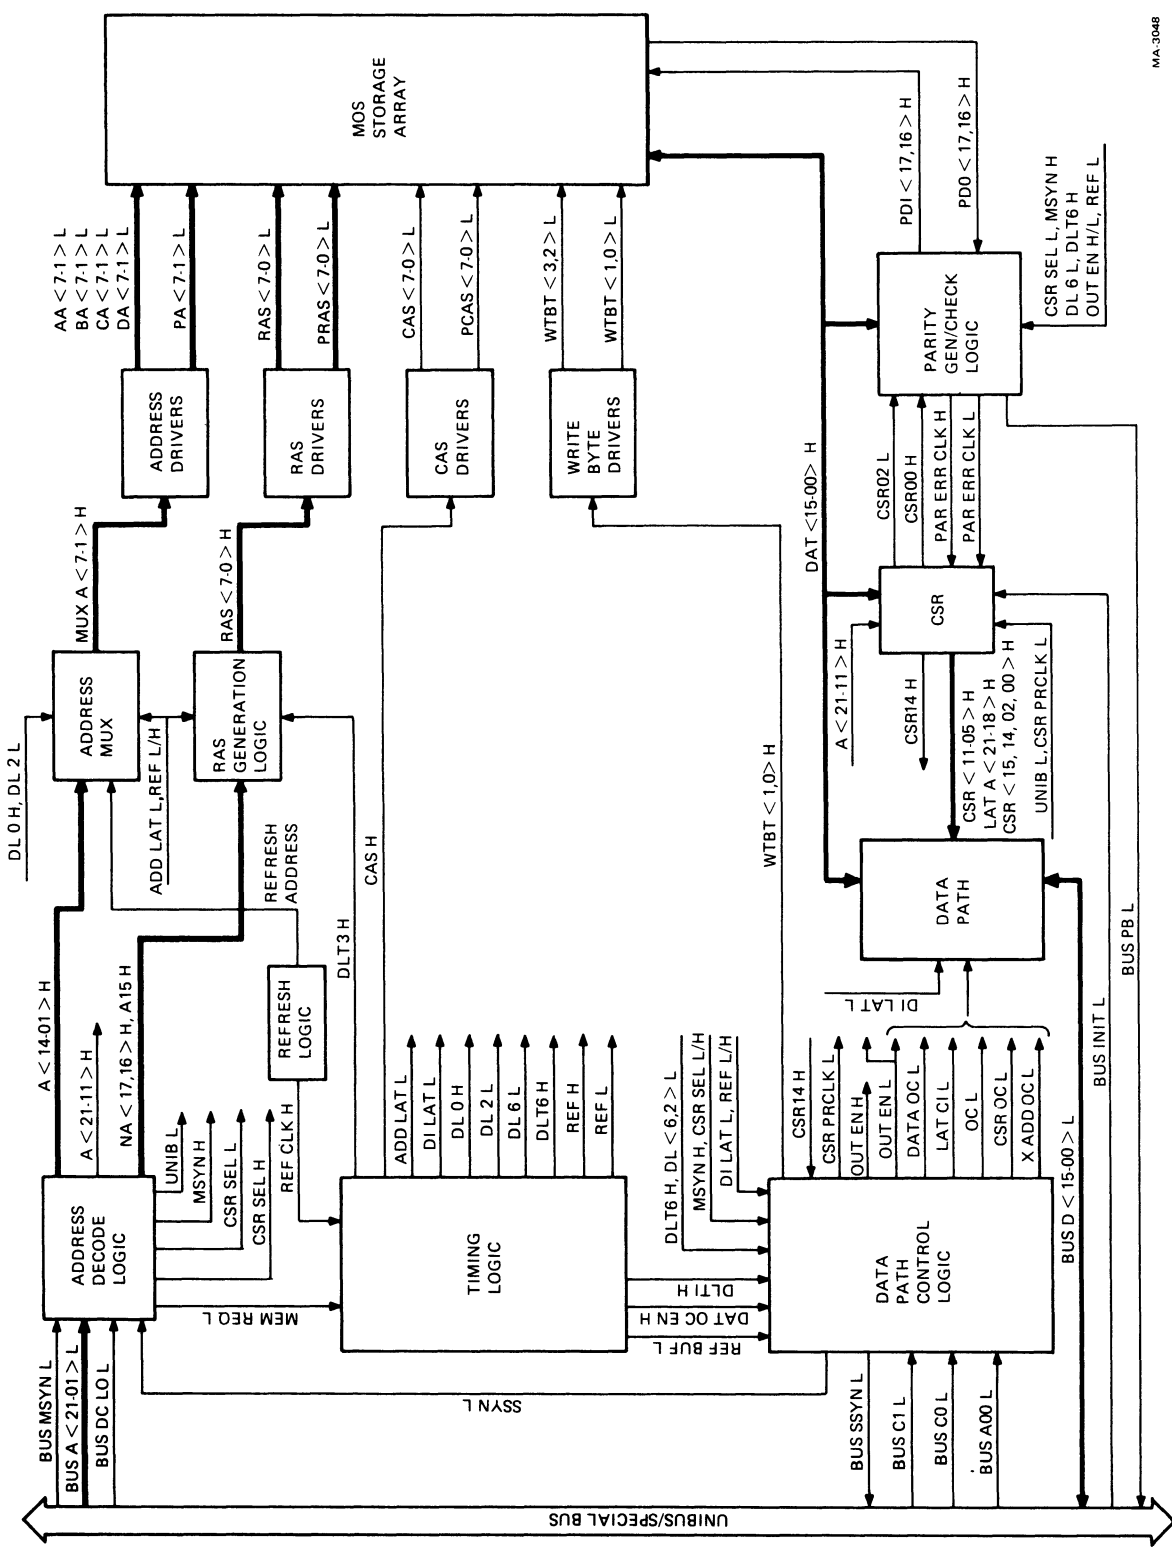 UNIBUS/SPECIAL BUS
BUS MSYN L
BUS A < 21-01 > L
BUS DC LO L
ADDRESS
DECODE
LOGIC
A < 14-01 > H
A < 21-11 > H
NA < 17,16 > H, A15 H
UNIB L
MSYN H
CSR SEL L
CSR SEL H
MEM REQ L
REF CLK H
REFRESH
LOGIC
REFRESH
ADDRESS
DL 0 H, DL 2 L
ADDRESS
MUX
ADD LAT L,REF L/H
RAS
GENERATION
LOGIC
MUX A < 7-1 > H
RAS < 7-0 > H
ADDRESS
DRIVERS
RAS
DRIVERS
CAS
DRIVERS
WRITE
BYTE
DRIVERS
AA < 7-1 > L
BA < 7-1 > L
CA < 7-1 > L
DA < 7-1 > L
PA < 7-1 > L
RAS < 7-0 > L
PRAS < 7-0 > L
CAS < 7-0 > L
PCAS < 7-0 > L
WTBT < 3,2 > L
WTBT < 1,0 > L
MOS
STORAGE
ARRAY
DLT3 H
CAS H
TIMING
LOGIC
ADD LAT L
DI LAT L
DL 0 H
DL 2 L
DL 6 L
DLT6 H
REF H
REF L
DLTI H
DAT OC EN H
REF BUF L
SSYN L
DLT6 H, DL < 6,2 > L
MSYN H, CSR SEL L/H
DI LAT L, REF L/H
WTBT < 1,0> H
BUS SSYN L
BUS C1 L
BUS C0 L
BUS A00 L
DATA
PATH
CONTROL
LOGIC
CSR14 H
CSR PRCLK L
OUT EN H
OUT EN L
DATA OC L
LAT CI L
OC L
CSR OC L
X ADD OC L
DI LAT L
DATA
PATH
BUS D < 15-00 > L
BUS INIT L
BUS PB L
DAT <15-00> H
A < 21-11 > H
CSR14 H
CSR < 11-05 > H
LAT A < 21-18 > H
CSR < 15, 14, 02, 00 > H
UNIB L,CSR PRCLK L
CSR
CSR02 L
CSR00 H
PAR ERR CLK H
PAR ERR CLK L
PARITY
GEN/CHECK
LOGIC
PDI < 17,16 > H
PD0 < 17,16 > H
CSR SEL L, MSYN H
DL 6 L, DLT6 H
OUT EN H/L, REF L
MA-3048